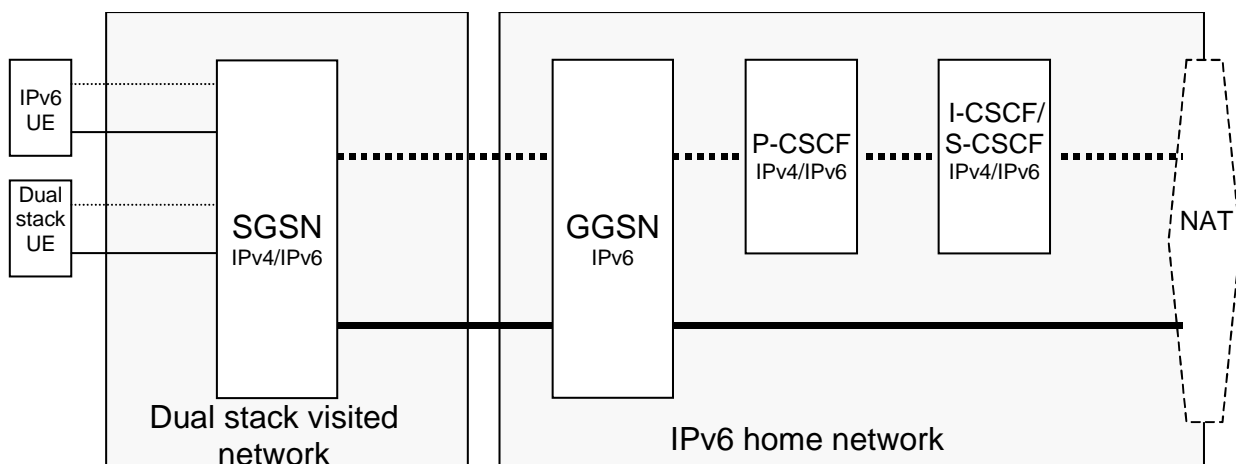 IPv6
UE
Dual
stack
UE
SGSN
IPv4/IPv6
Dual stack visited
network
GGSN
IPv6
P-CSCF
IPv4/IPv6
I-CSCF/
S-CSCF
IPv4/IPv6
NAT
IPv6 home network